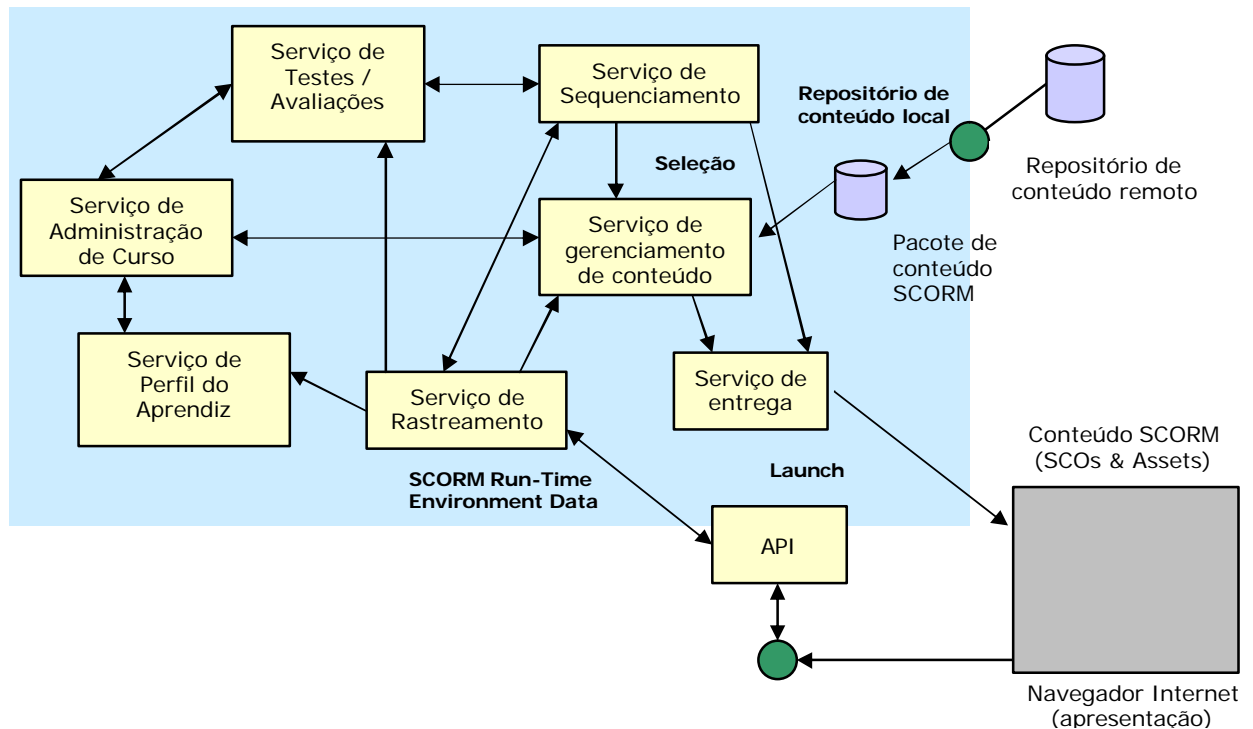 Serviço de
Testes /
Avaliações
Serviço de
Sequenciamento
Repositório de
conteúdo local
Repositório de
conteúdo remoto
Seleção
Serviço de
Administração
de Curso
Serviço de
gerenciamento
de conteúdo
Pacote de
conteúdo
SCORM
Serviço de
Perfil do
Aprendiz
Serviço de
Rastreamento
Serviço de
entrega
SCORM Run-Time
Environment Data
Launch
Conteúdo SCORM
(SCOs & Assets)
API
Navegador Internet
(apresentação)